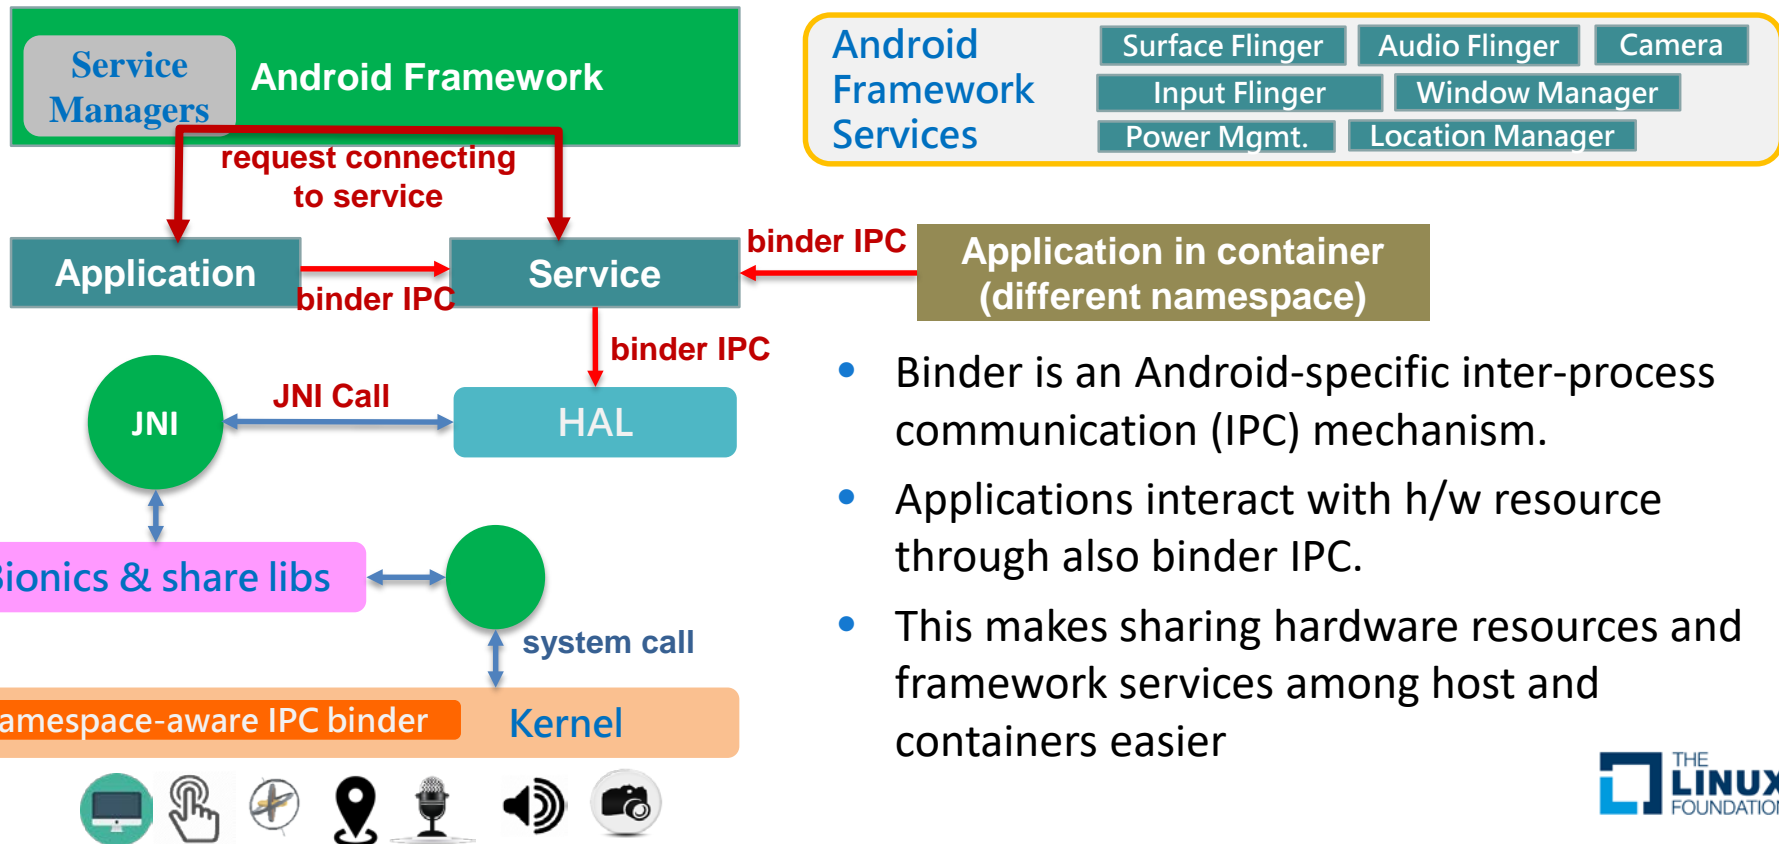 Service
Managers
Android Framework
request connecting
to service
Application
binder IPC
Service
binder IPC
Application in container
(different namespace)
binder IPC
JNI
JNI Call
HAL
& share libs
system call
IPC binder
Kernel
Android
Framework
Services
Surface Flinger
Audio Flinger
Camera
Input Flinger
Window Manager
Power Mgmt.
Location Manager
• Binder is an Android-specific inter-process
communication (IPC) mechanism.
• Applications interact with h/w resource
through also binder IPC.
• This makes sharing hardware resources and
framework services among host and
containers easier
THE
LINUX
FOUNDATION